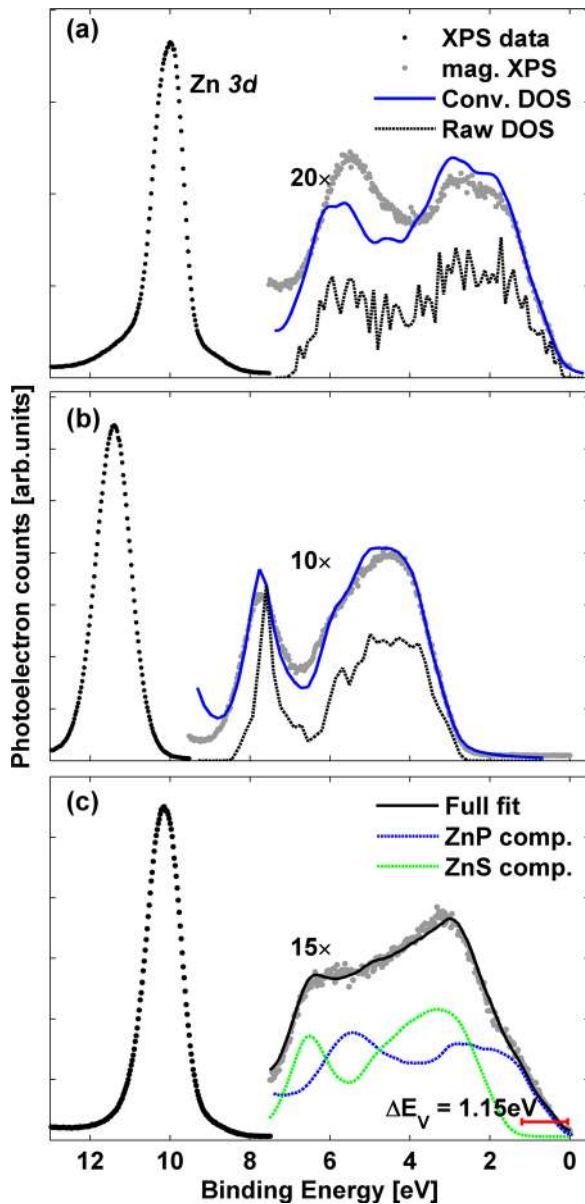 (a)
Zn 3d
XPS data
mag. XPS
Conv. DOS
Raw DOS
20×
(b)
10×
Photoelectron counts [arb.units]
(c)
Full fit
ZnP comp.
ZnS comp.
15×
ΔE_V = 1.15eV
12 10 8 6 4 2 0
Binding Energy [eV]